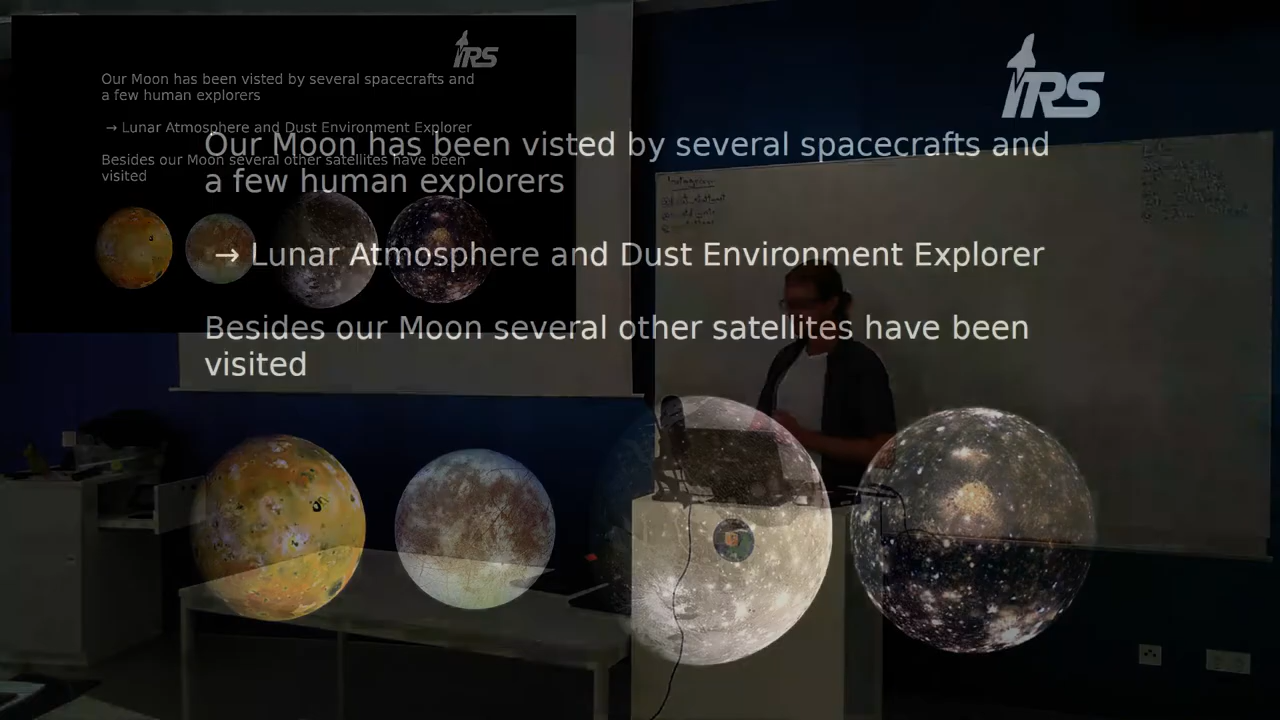 IRS
Our Moon has been visted by several spacecrafts and
a few human explorers
→ Lunar Atmosphere and Dust Environment Explorer
Besides our Moon several other satellites have been
visited
IRS
Our Moon has been visted by several spacecrafts and
a few human explorers
→ Lunar Atmosphere and Dust Environment Explorer
Besides our Moon several other satellites have been
visited